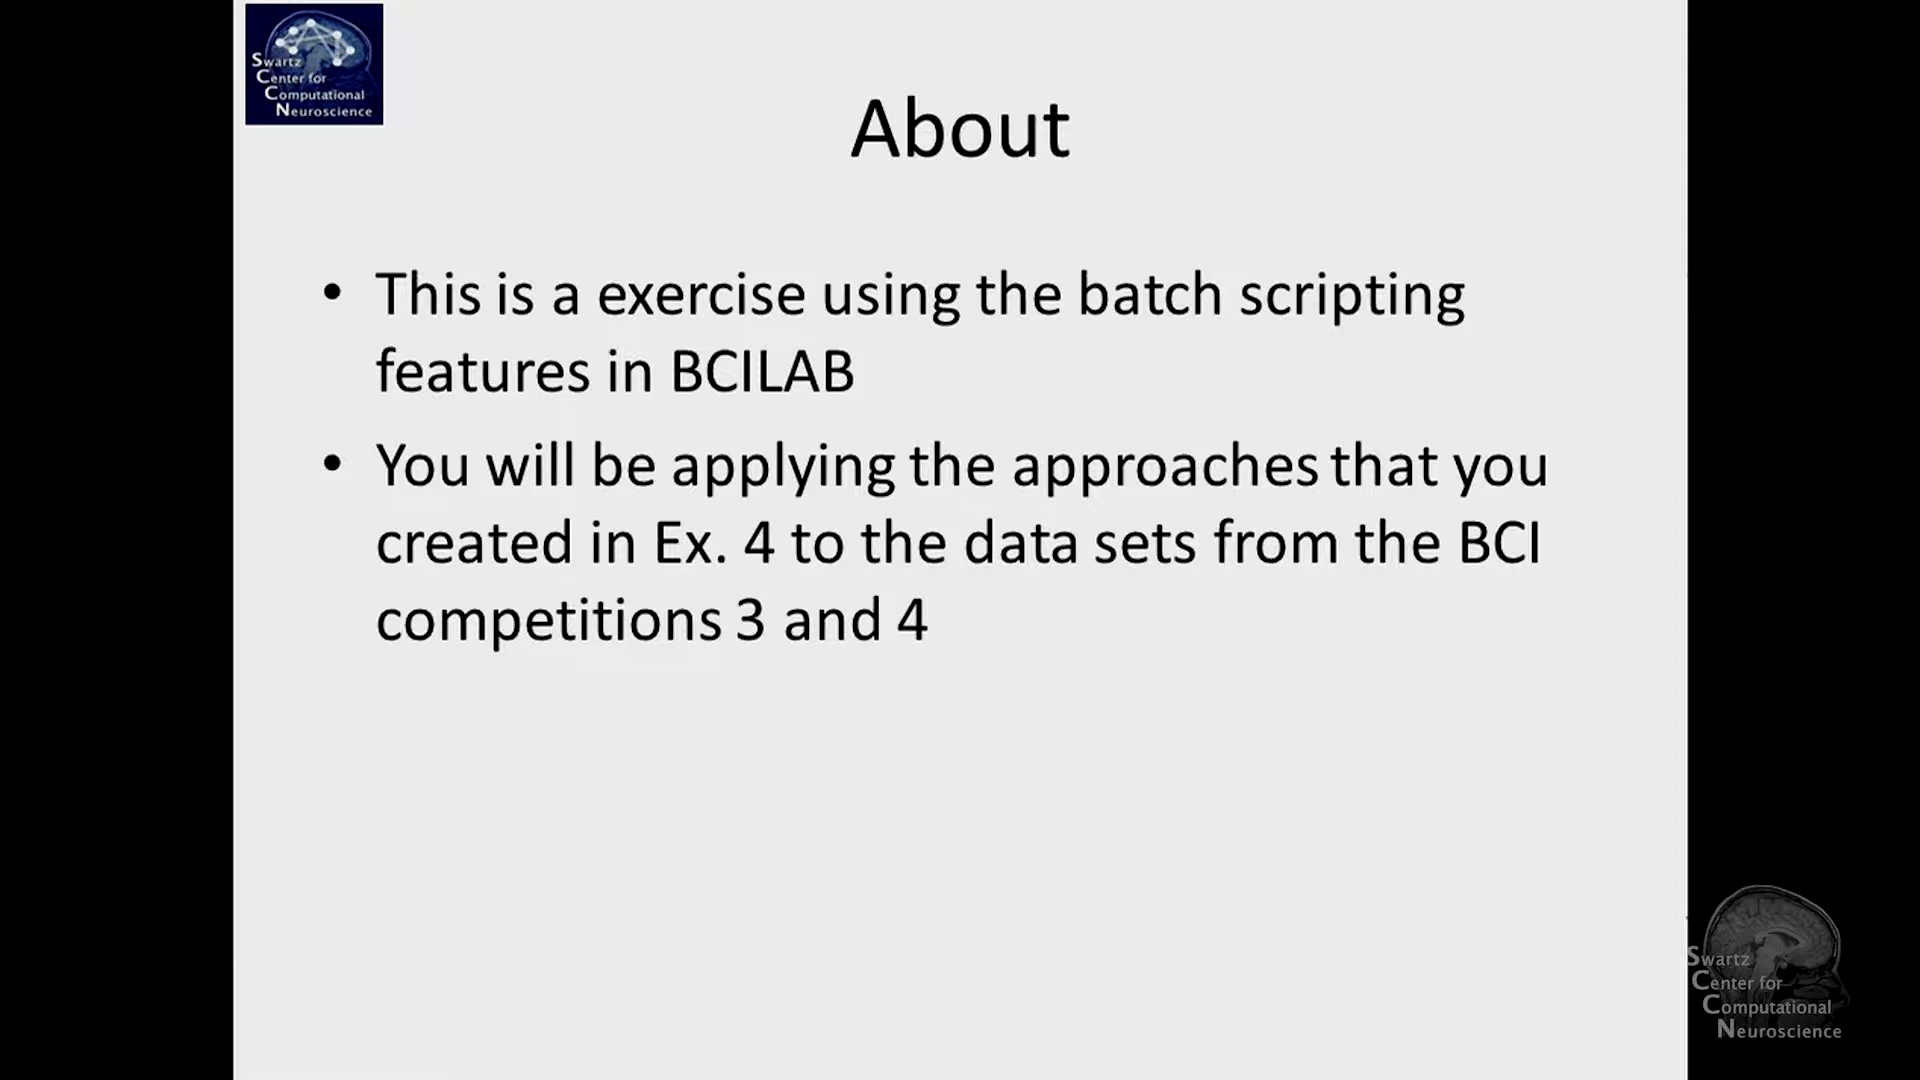 Swartz
Center for
Computational
Neuroscience
About
• This is a exercise using the batch scripting
features in BCILAB
• You will be applying the approaches that you
created in Ex. 4 to the data sets from the BCI
competitions 3 and 4
Swartz
Center for
Computational
Neuroscience